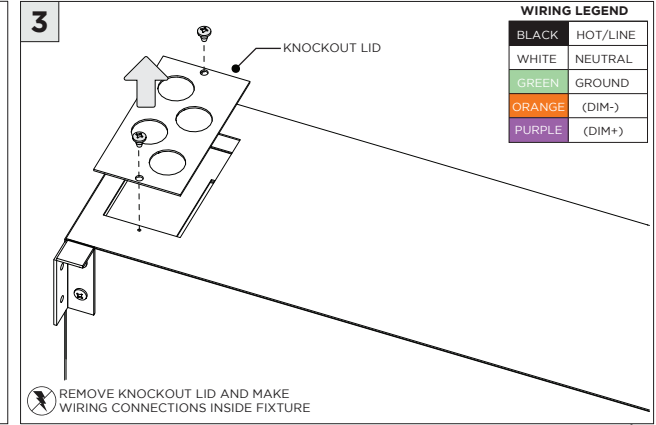 3
KNOCKOUT LID
WIRING LEGEND
BLACK HOT/LINE
WHITE NEUTRAL
GREEN GROUND
ORANGE (DIM-)
PURPLE (DIM+)
REMOVE KNOCKOUT LID AND MAKE
WIRING CONNECTIONS INSIDE FIXTURE